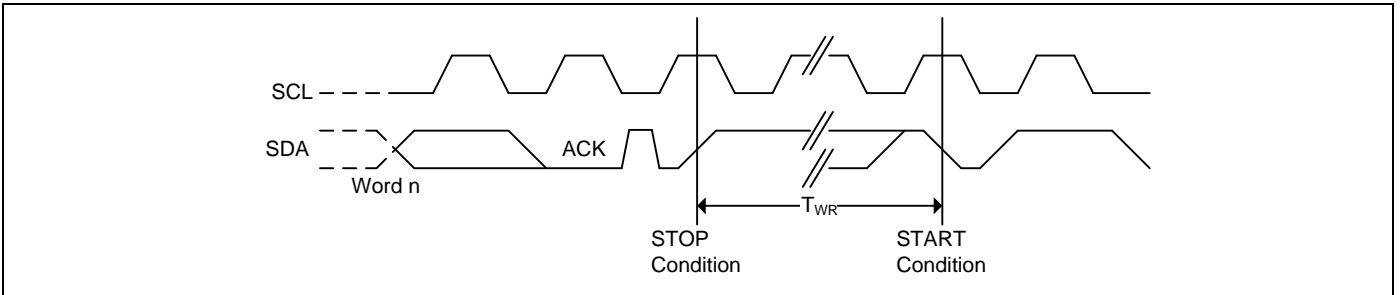 SCL
SDA
ACK
Word n
TWR
STOP
Condition
START
Condition